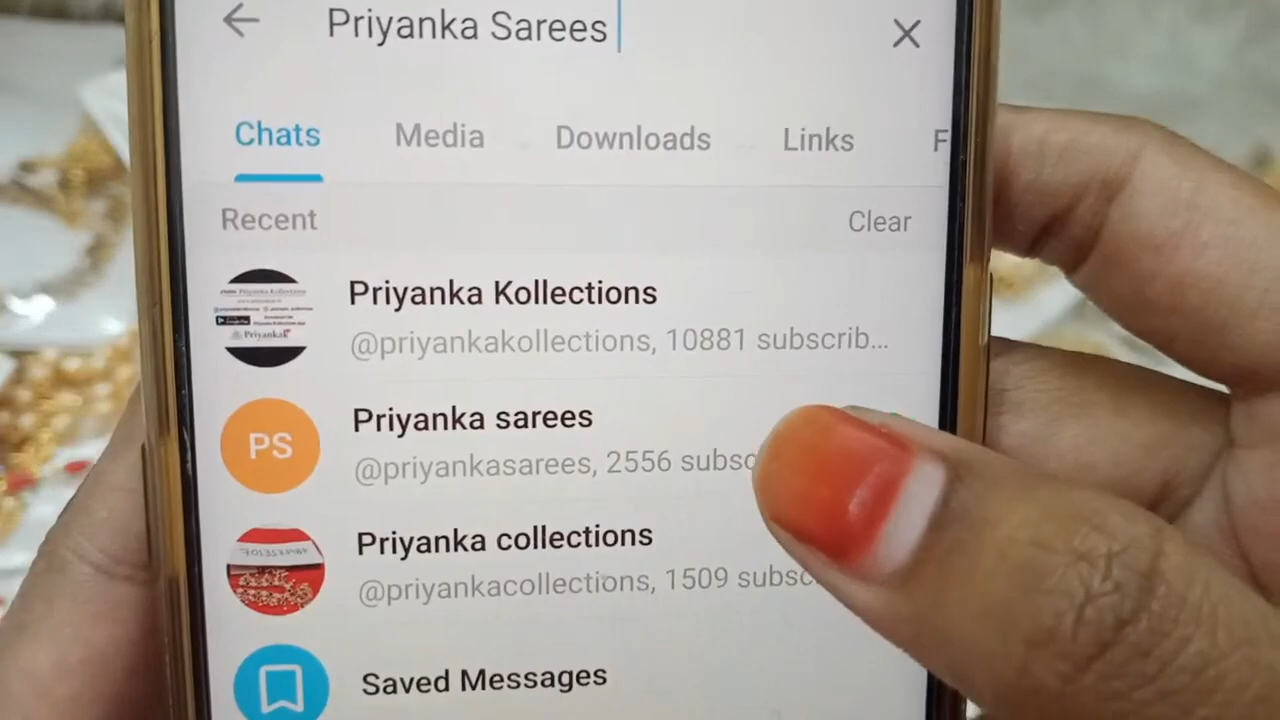 Priyanka Sarees
Chats Media Downloads Links F
Recent Clear
Priyanka Kollections
@priyankakollections, 10881 subscrib...
Priyanka sarees
@priyankasarees, 2556 subsc
PS
Priyanka collections
@priyankacollections, 1509 subsc
Saved Messages